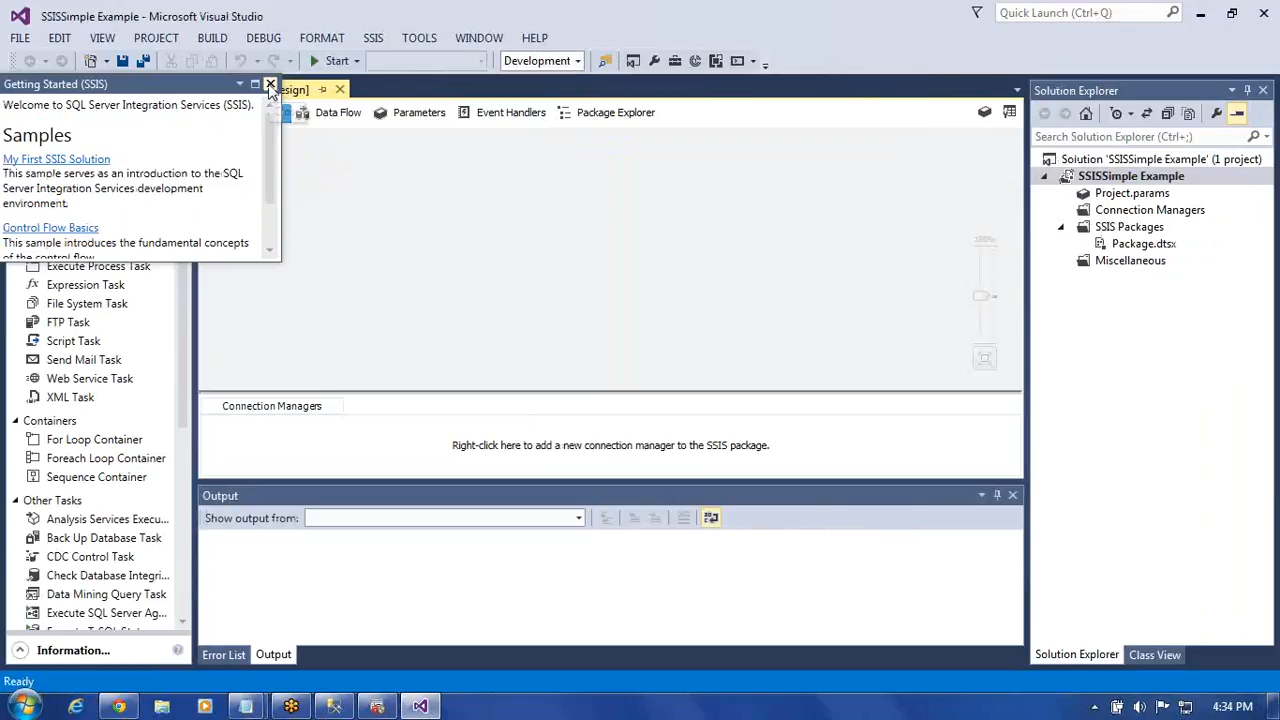 SSISSimple Example - Microsoft Visual Studio
Quick Launch (Ctrl+Q)
FILE EDIT VIEW PROJECT BUILD DEBUG FORMAT SSIS TOOLS WINDOW HELP
Start Development
Getting Started (SSIS)
Welcome to SQL Server Integration Services (SSIS).
Samples
My First SSIS Solution
This sample serves as an introduction to the SQL
Server Integration Services development
environment.
Control Flow Basics
This sample introduces the fundamental concepts
of the control flow
esign]
Data Flow Parameters Event Handlers Package Explorer
100%
Execute Process Task
Expression Task
File System Task
FTP Task
Script Task
Send Mail Task
Web Service Task
XML Task
Containers
For Loop Container
Foreach Loop Container
Sequence Container
Other Tasks
Analysis Services Execu...
Back Up Database Task
CDC Control Task
Check Database Integri...
Data Mining Query Task
Execute SQL Server Ag...
Information...
Connection Managers
Right-click here to add a new connection manager to the SSIS package.
Output
Show output from:
Error List Output
Solution Explorer
Search Solution Explorer (Ctrl+;)
Solution 'SSISSimple Example' (1 project)
SSISSimple Example
Project.params
Connection Managers
SSIS Packages
Package.dtsx
Miscellaneous
Solution Explorer Class View
Ready
4:34 PM